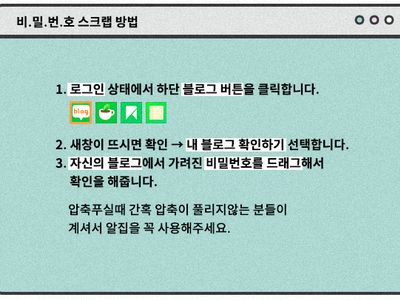 비.밀.번.호 스크랩 방법
1. 로그인 상태에서 하단 블로그 버튼을 클릭합니다.
blog
2. 새창이 뜨시면 확인 → 내 블로그 확인하기 선택합니다.
3. 자신의 블로그에서 가려진 비밀번호를 드래그해서
확인을 해줍니다.
압축푸실때 간혹 압축이 풀리지않는 분들이
계셔서 알집을 꼭 사용해주세요.